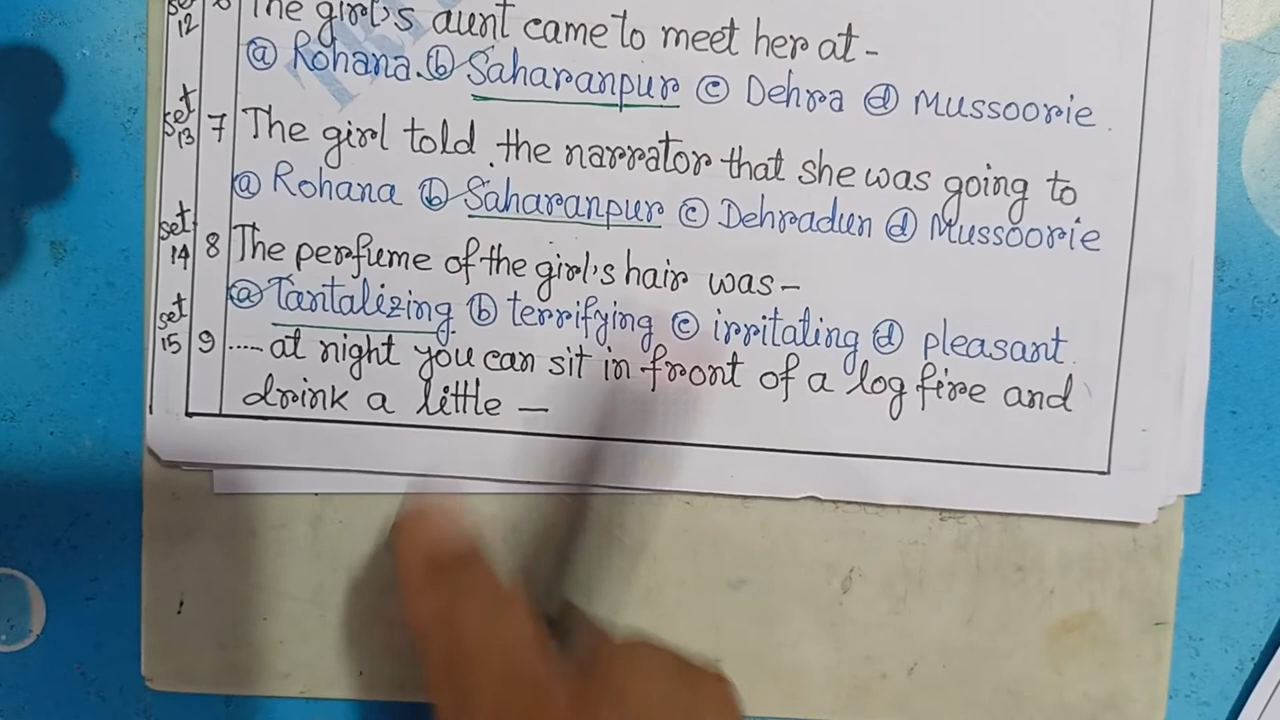 12 The girl's aunt came to meet her at -
ⓐ Rohana ⓑ Saharanpur ⓒ Dehra ⓓ Mussoorie.
set 13 7 The girl told the narrator that she was going to
ⓐ Rohana ⓑ Saharanpur ⓒ Dehradun ⓓ Mussoorie
set 14 8 The perfume of the girl's hair was -
ⓐ Tantalizing ⓑ terrifying ⓒ irritating ⓓ pleasant.
set 15 9 ..... at night you can sit in front of a log fire and
drink a little -